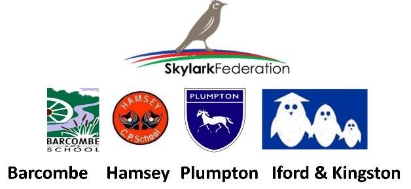 SkylarkFederation
BARCOMBE
SCHOOL
HAMSEY
C.P.School
PLUMPTON
Barcombe Hamsey Plumpton Iford & Kingston